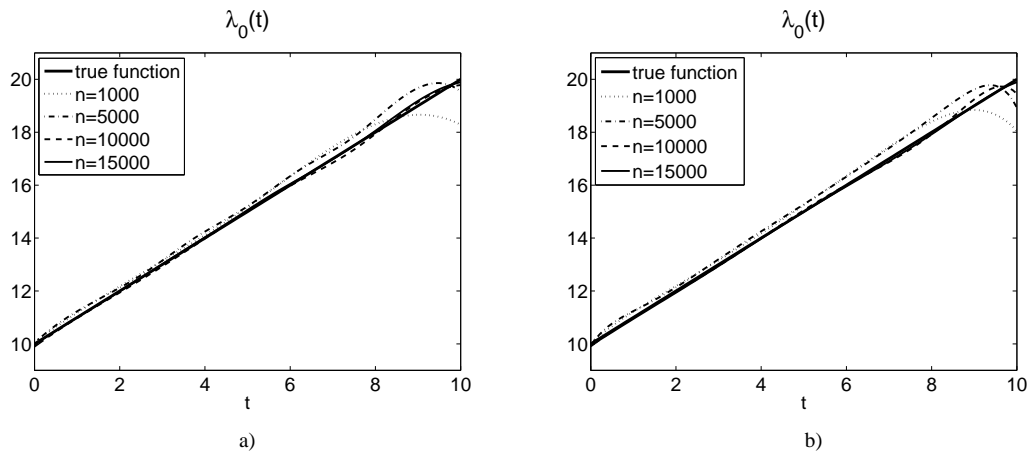 λ₀(t)
20
18
16
14
12
10
true function
n=1000
n=5000
n=10000
n=15000
0 2 4 6 8 10
t
a)
λ₀(t)
20
18
16
14
12
10
true function
n=1000
n=5000
n=10000
n=15000
0 2 4 6 8 10
t
b)